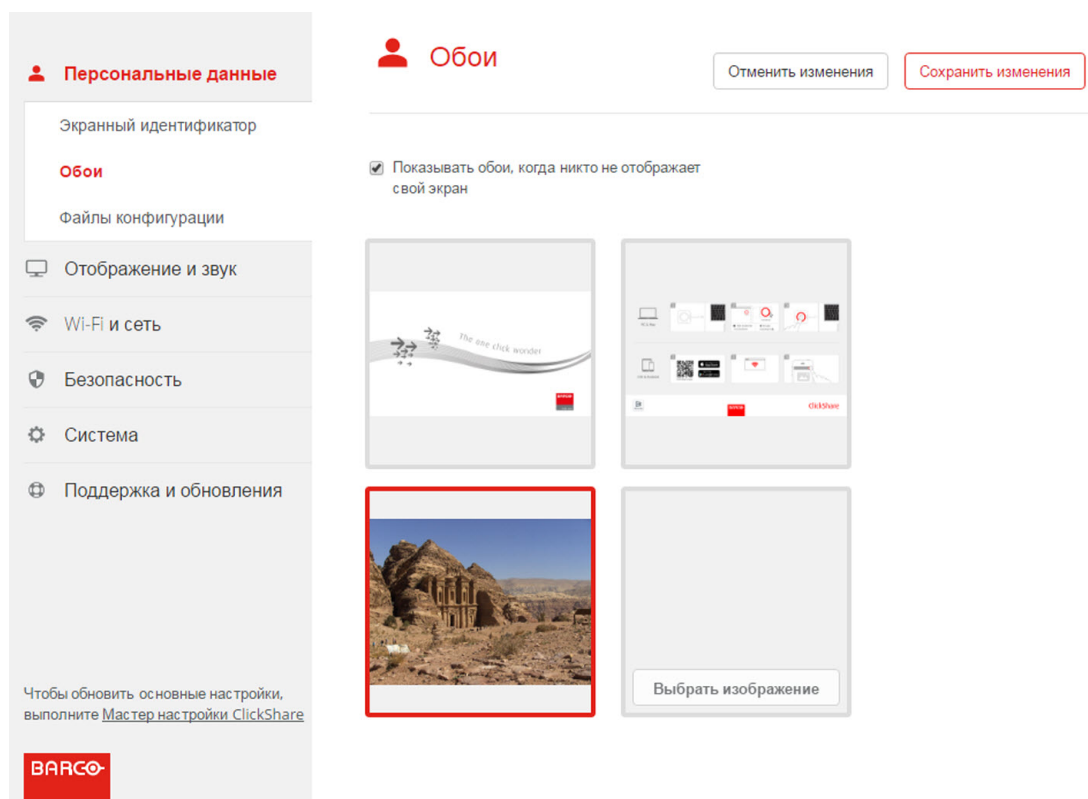 Персональные данные
Экранный идентификатор
Обои
Файлы конфигурации
Отображение и звук
Wi-Fi и сеть
Безопасность
Система
Поддержка и обновления
Чтобы обновить основные настройки,
выполните Мастер настройки ClickShare
BARCO
Обои
Отменить изменения
Сохранить изменения
Показывать обои, когда никто не отображает
свой экран
The one click wonder
BARCO
ClickShare
Выбрать изображение